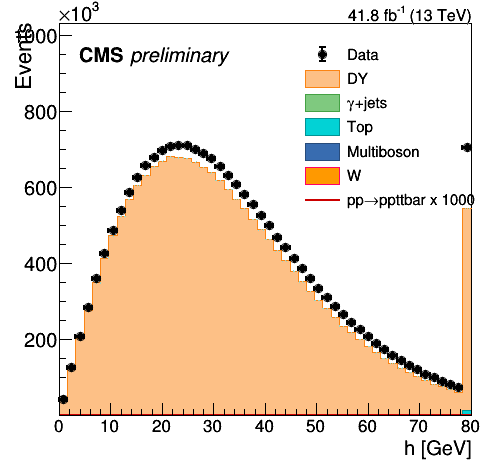 ×10³
41.8 fb⁻¹ (13 TeV)
Events
CMS preliminary
Data
DY
γ+jets
Top
Multiboson
W
pp→ppttbar x 1000
1000
800
600
400
200
0 10 20 30 40 50 60 70 80
h [GeV]